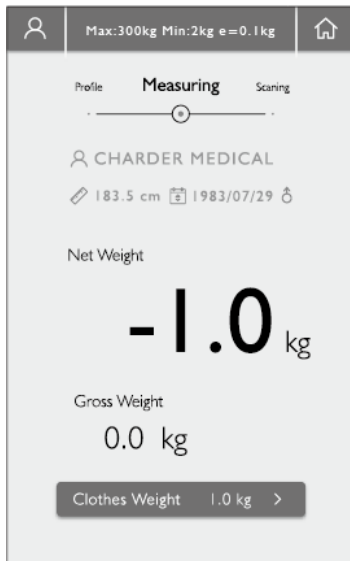 Max:300kg Min:2kg e=0.1kg
Profile Measuring Scaning
CHARDER MEDICAL
183.5 cm 1983/07/29
Net Weight
-1.0 kg
Gross Weight
0.0 kg
Clothes Weight 1.0 kg >